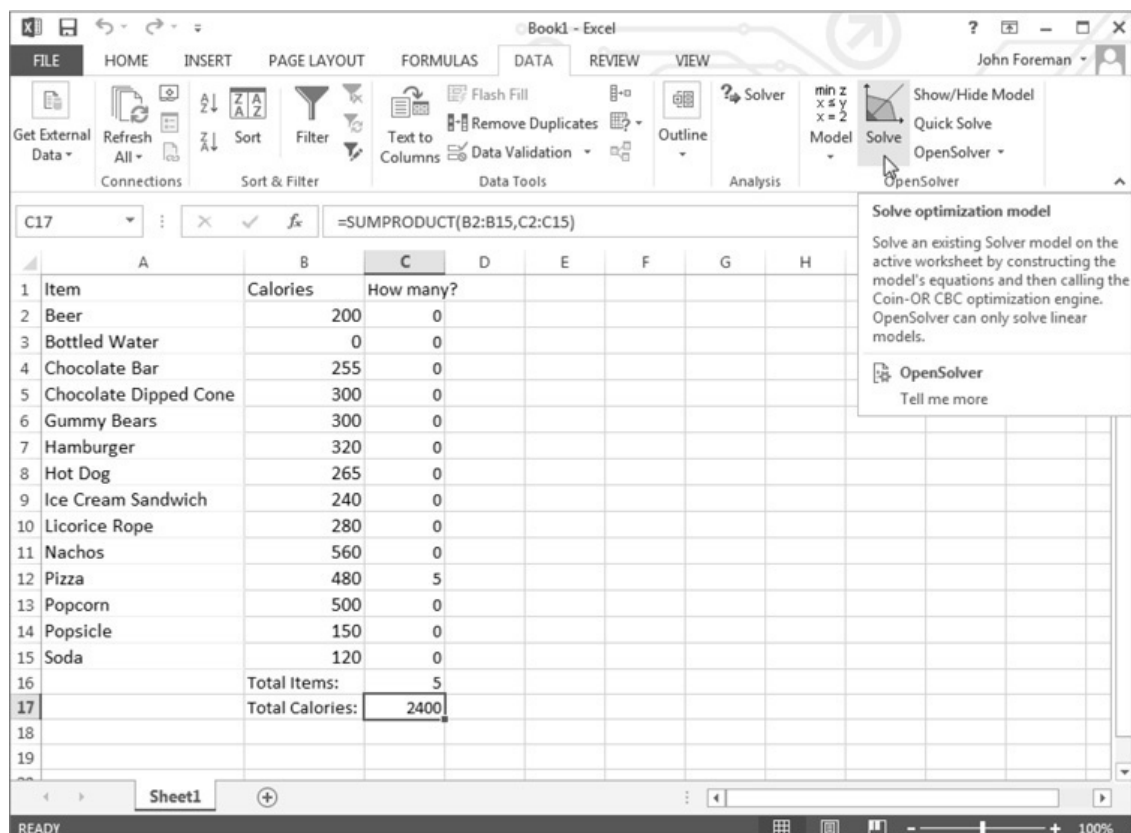 Book1 - Excel
FILE HOME INSERT PAGE LAYOUT FORMULAS DATA REVIEW VIEW John Foreman
Get External Data
Refresh All
Connections
Sort
Filter
Sort & Filter
Text to Columns
Flash Fill
Remove Duplicates
Data Validation
Data Tools
Outline
Solver
Analysis
min z
x ≤ y
x = 2
Model
Solve
Show/Hide Model
Quick Solve
OpenSolver
OpenSolver
C17 fx =SUMPRODUCT(B2:B15,C2:C15)
Solve optimization model
Solve an existing Solver model on the
active worksheet by constructing the
model's equations and then calling the
Coin-OR CBC optimization engine.
OpenSolver can only solve linear
models.
OpenSolver
Tell me more
A B C D E F G H
1 Item Calories How many?
2 Beer 200 0
3 Bottled Water 0 0
4 Chocolate Bar 255 0
5 Chocolate Dipped Cone 300 0
6 Gummy Bears 300 0
7 Hamburger 320 0
8 Hot Dog 265 0
9 Ice Cream Sandwich 240 0
10 Licorice Rope 280 0
11 Nachos 560 0
12 Pizza 480 5
13 Popcorn 500 0
14 Popsicle 150 0
15 Soda 120 0
16 Total Items: 5
17 Total Calories: 2400
18
19
Sheet1
READY 100%